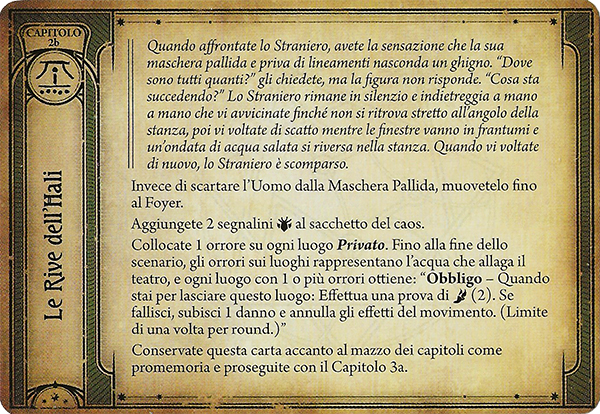 CAPITOLO
2b
Le Rive dell'Hali
Quando affrontate lo Straniero, avete la sensazione che la sua
maschera pallida e priva di lineamenti nasconda un ghigno. “Dove
sono tutti quanti?” gli chiedete, ma la figura non risponde. “Cosa sta
succedendo?” Lo Straniero rimane in silenzio e indietreggia a mano
a mano che vi avvicinate finché non si ritrova stretto all'angolo della
stanza, poi vi voltate di scatto mentre le finestre vanno in frantumi e
un'ondata di acqua salata si riversa nella stanza. Quando vi voltate
di nuovo, lo Straniero è scomparso.
Invece di scartare l'Uomo dalla Maschera Pallida, muovetelo fino
al Foyer.
Aggiungete 2 segnalini al sacchetto del caos.
Collocate 1 orrore su ogni luogo Privato. Fino alla fine dello
scenario, gli orrori sui luoghi rappresentano l'acqua che allaga il
teatro, e ogni luogo con 1 o più orrori ottiene: “Obbligo – Quando
stai per lasciare questo luogo: Effettua una prova di (2). Se
fallisci, subisci 1 danno e annulla gli effetti del movimento. (Limite
di una volta per round.)”
Conservate questa carta accanto al mazzo dei capitoli come
promemoria e proseguite con il Capitolo 3a.